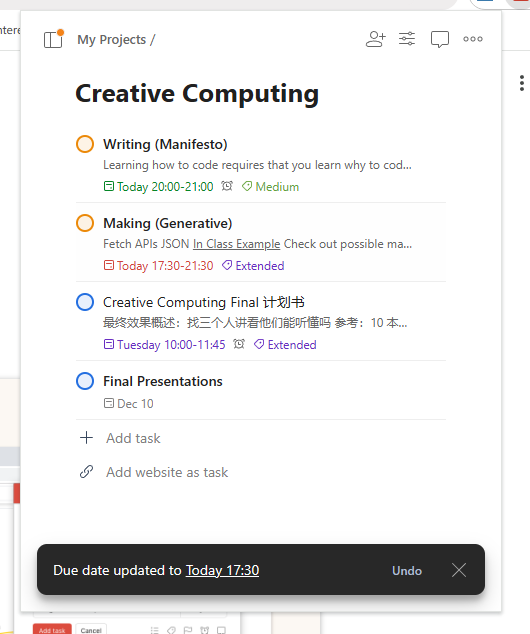 My Projects /
Creative Computing
Writing (Manifesto)
Learning how to code requires that you learn why to cod...
Today 20:00-21:00 Medium
Making (Generative)
Fetch APIs JSON In Class Example Check out possible ma...
Today 17:30-21:30 Extended
Creative Computing Final 计划书
最终效果概述：找三个人讲看他们能听懂吗 参考：10 本...
Tuesday 10:00-11:45 Extended
Final Presentations
Dec 10
Add task
Add website as task
Due date updated to Today 17:30 Undo
Add task Cancel